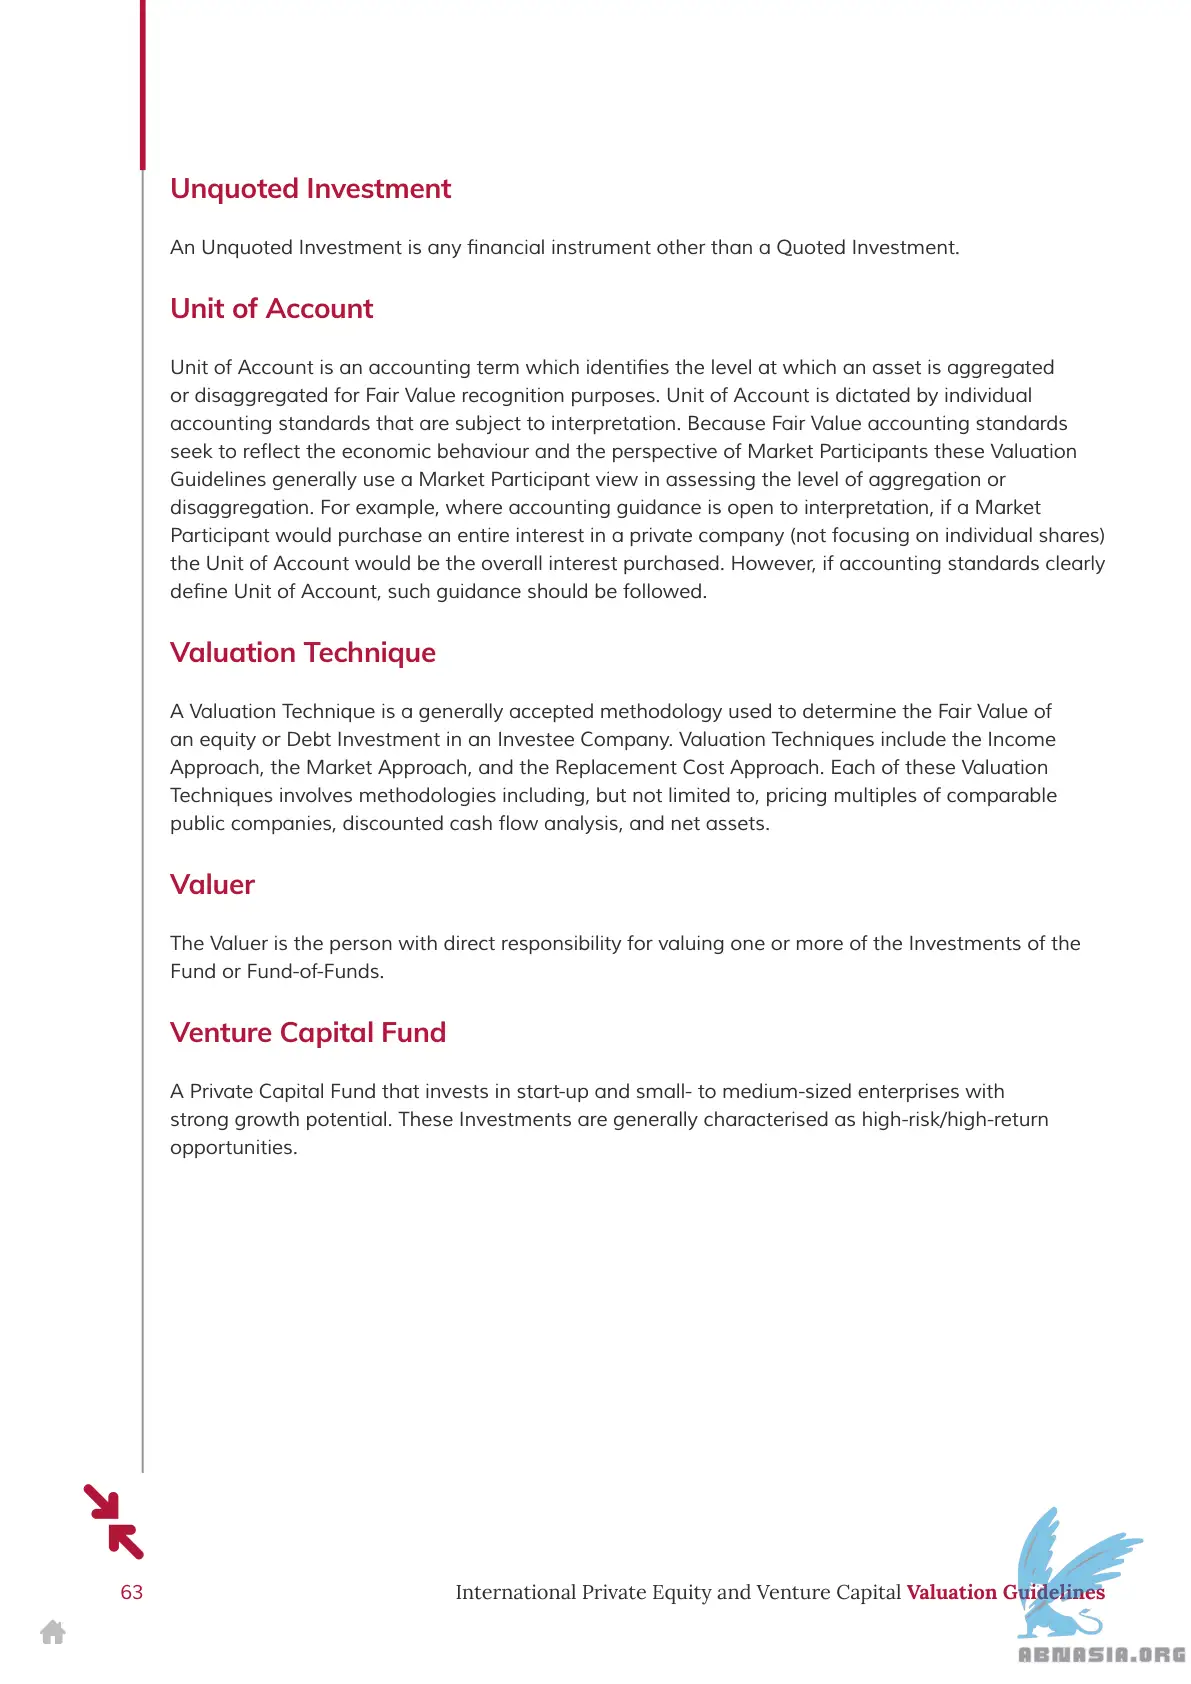 Unquoted Investment
An Unquoted Investment is any financial instrument other than a Quoted Investment.
Unit of Account
Unit of Account is an accounting term which identifies the level at which an asset is aggregated
or disaggregated for Fair Value recognition purposes. Unit of Account is dictated by individual
accounting standards that are subject to interpretation. Because Fair Value accounting standards
seek to reflect the economic behaviour and the perspective of Market Participants these Valuation
Guidelines generally use a Market Participant view in assessing the level of aggregation or
disaggregation. For example, where accounting guidance is open to interpretation, if a Market
Participant would purchase an entire interest in a private company (not focusing on individual shares)
the Unit of Account would be the overall interest purchased. However, if accounting standards clearly
define Unit of Account, such guidance should be followed.
Valuation Technique
A Valuation Technique is a generally accepted methodology used to determine the Fair Value of
an equity or Debt Investment in an Investee Company. Valuation Techniques include the Income
Approach, the Market Approach, and the Replacement Cost Approach. Each of these Valuation
Techniques involves methodologies including, but not limited to, pricing multiples of comparable
public companies, discounted cash flow analysis, and net assets.
Valuer
The Valuer is the person with direct responsibility for valuing one or more of the Investments of the
Fund or Fund-of-Funds.
Venture Capital Fund
A Private Capital Fund that invests in start-up and small- to medium-sized enterprises with
strong growth potential. These Investments are generally characterised as high-risk/high-return
opportunities.
63
International Private Equity and Venture Capital Valuation Guidelines
ABNASIA.ORG